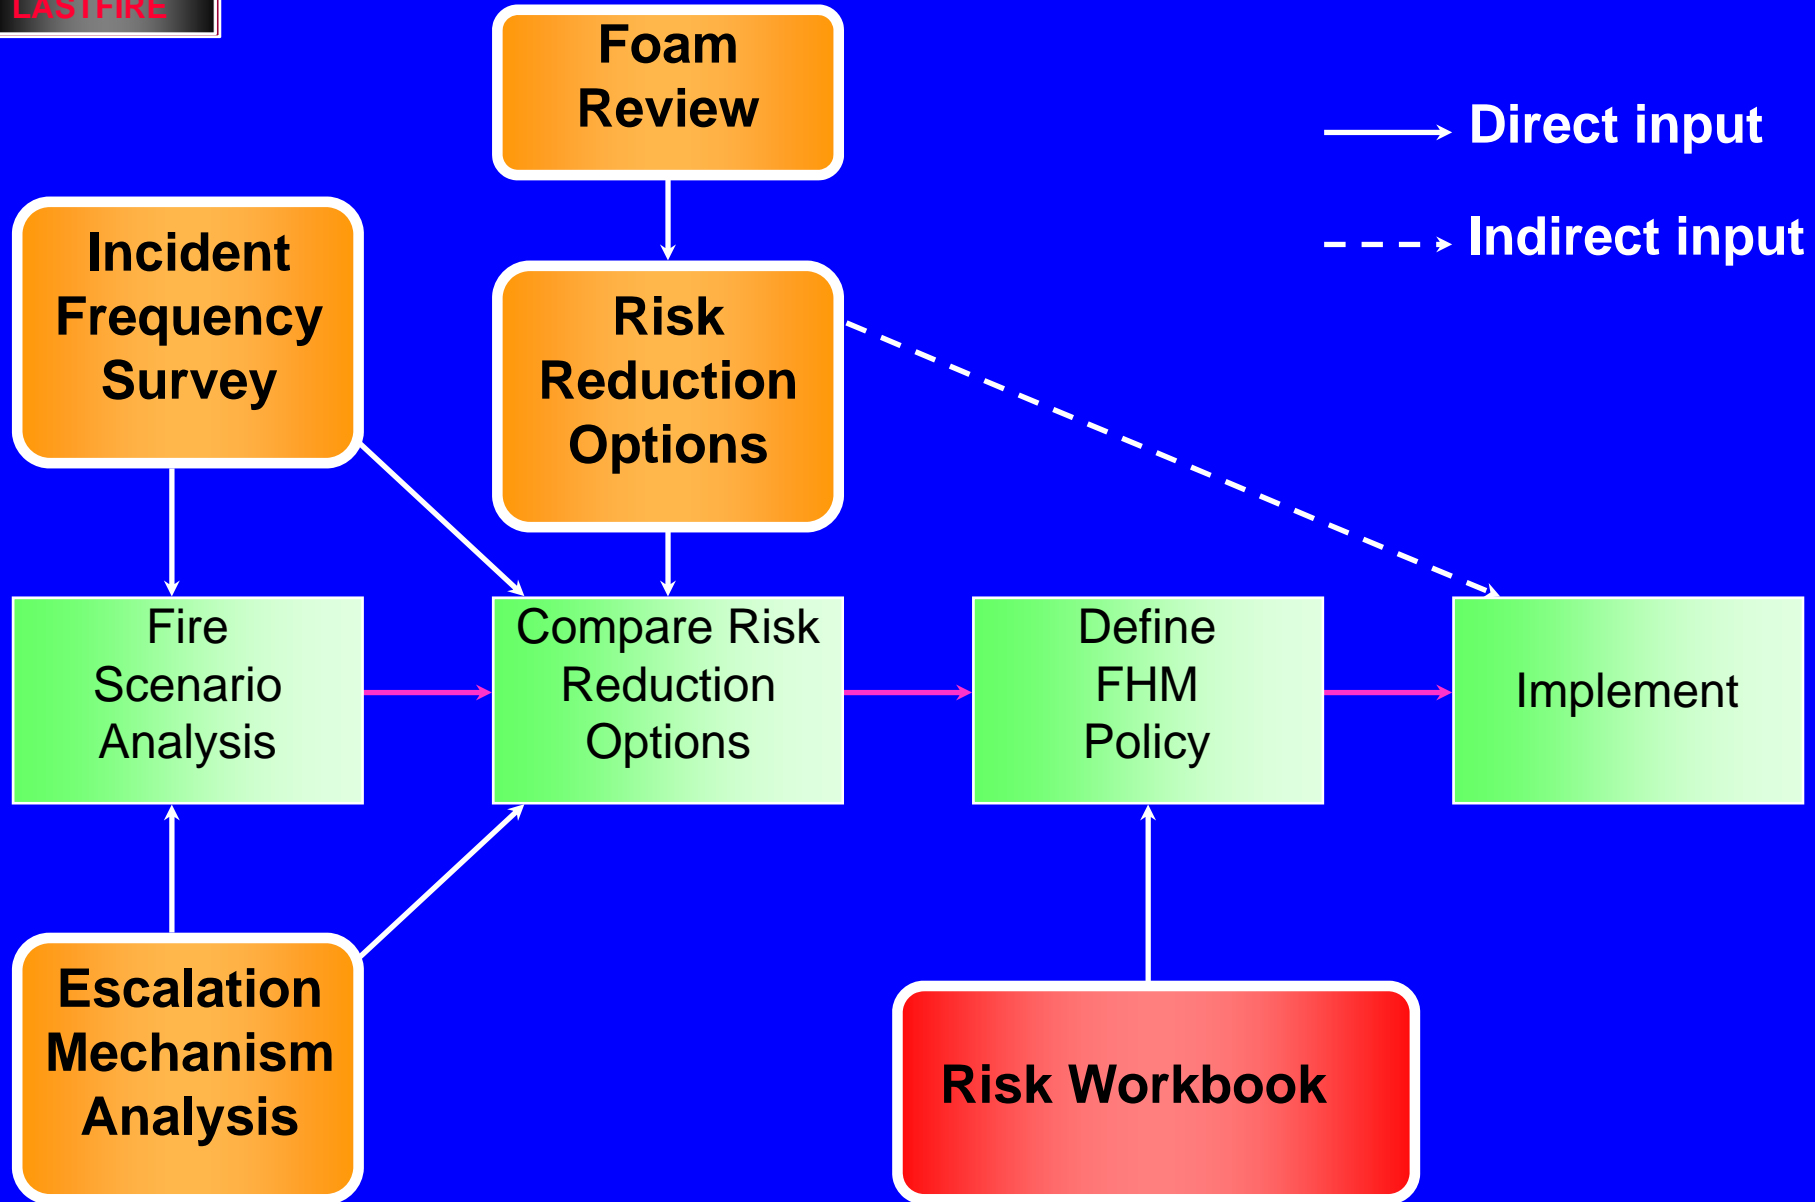 LASTFIRE
Foam
Review
Direct input
Indirect input
Incident
Frequency
Survey
Risk
Reduction
Options
Fire
Scenario
Analysis
Compare Risk
Reduction
Options
Define
FHM
Policy
Implement
Escalation
Mechanism
Analysis
Risk Workbook